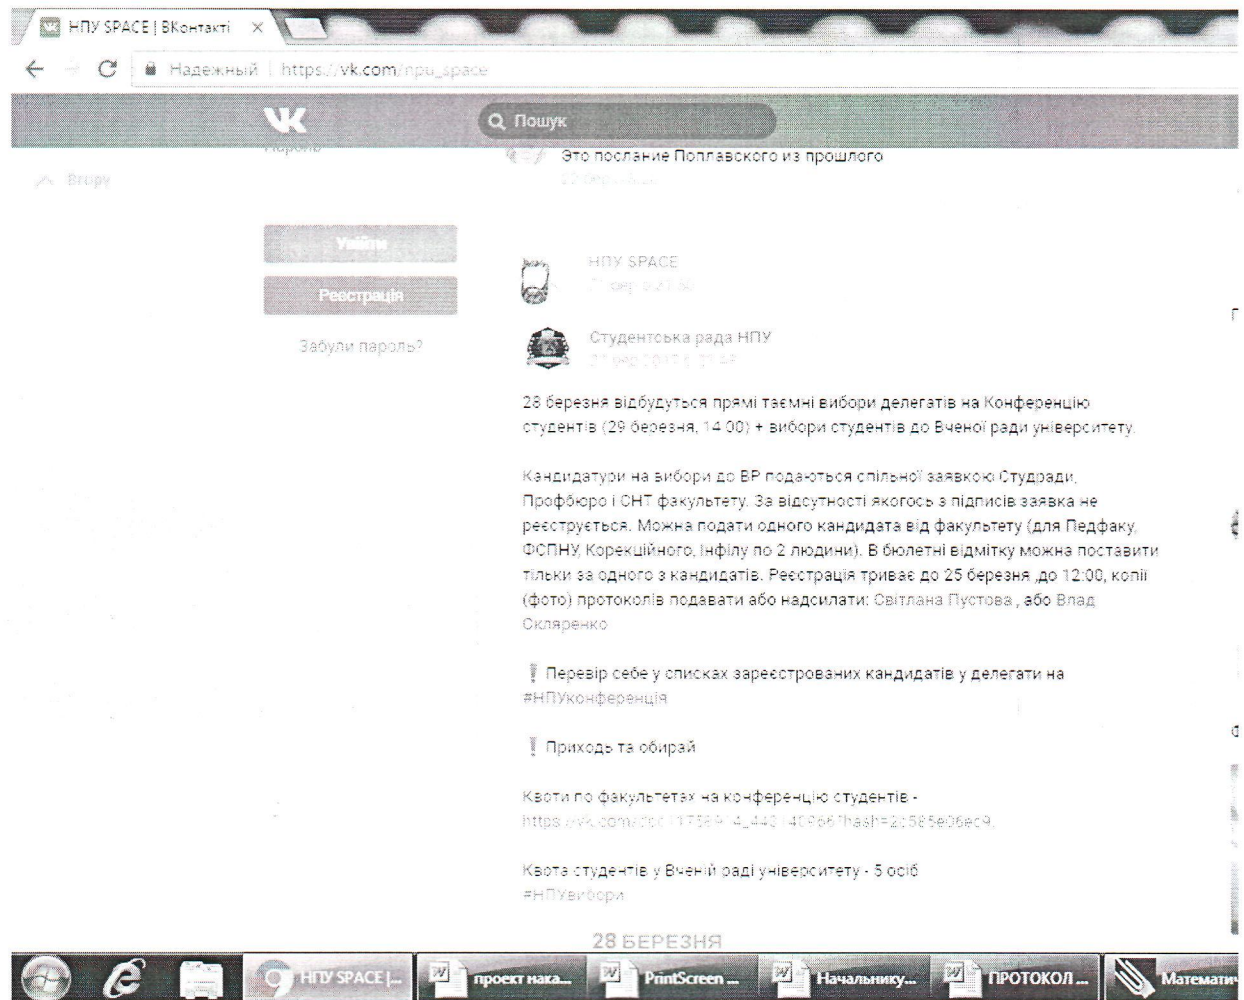 НПУ SPACE | ВКонтакті ×
Надежный https://vk.com/npu_space
Пошук
Пароль
Это послание Поплавского из прошлого
Вгору
Увійти
НПУ SPACE
Реєстрація
Студентська рада НПУ
Забули пароль?
28 березня відбудуться прямі таємні вибори делегатів на Конференцію
студентів (29 березня, 14:00) + вибори студентів до Вченої ради університету.
Кандидатури на вибори до ВР подаються спільної заявкою Студради,
Профбюро і СНТ факультету. За відсутності якогось з підписів заявка не
реєструється. Можна подати одного кандидата від факультету (для Педфаку,
ФСПНУ, Корекційного, Інфілу по 2 людини). В бюлетні відмітку можна поставити
тільки за одного з кандидатів. Реєстрація триває до 25 березня ,до 12:00, копії
(фото) протоколів подавати або надсилати: Світлана Пустова , або Влад
Скляренко
❗ Перевір себе у списках зареєстрованих кандидатів у делегати на
#НПУконференція
❗ Приходь та обирай
Квоти по факультетах на конференцію студентів -
Квота студентів у Вченій раді університету - 5 осіб
#НПУвибори
28 БЕРЕЗНЯ
НПУ SPACE |...
проект нака...
PrintScreen ...
Начальнику...
ПРОТОКОЛ ...
Математи